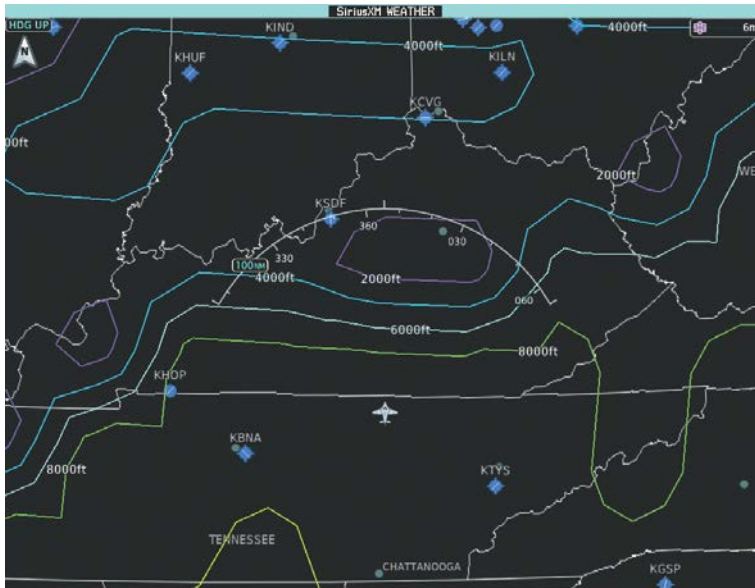 SiriusXM WEATHER
HDG UP
KIND
4000ft
4000ft
6m
N
KHUF
KILN
KCVG
00ft
2000ft
WE
KSDF
360
030
330
100NM
4000ft
2000ft
060
6000ft
8000ft
KHOP
KBNA
8000ft
KTYS
TENNESSEE
CHATTANOOGA
KGSP